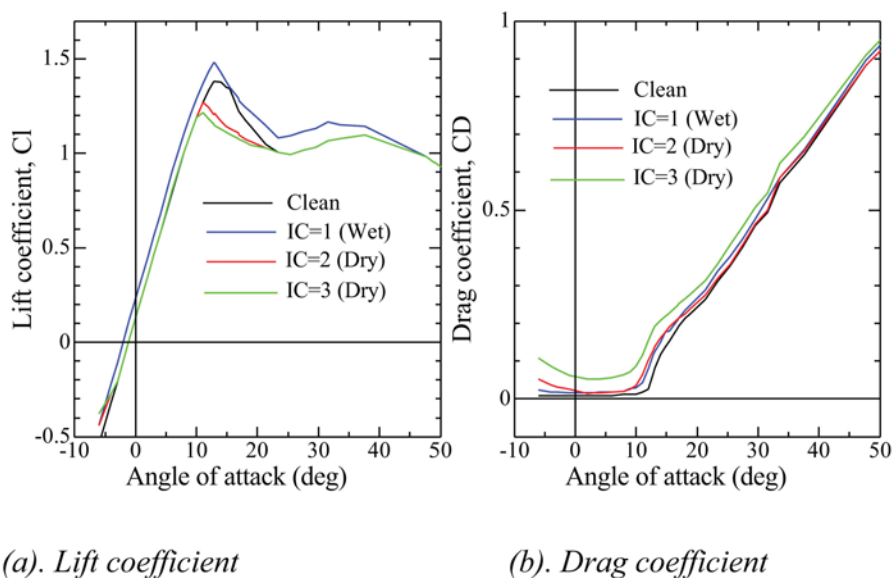 1.5
1
0.5
0
-0.5
-10
0
10
20
30
40
50
Lift coefficient, Cl
Angle of attack (deg)
Clean
IC=1 (Wet)
IC=2 (Dry)
IC=3 (Dry)
1
0.5
0
-10
0
10
20
30
40
50
Drag coefficient, CD
Angle of attack (deg)
Clean
IC=1 (Wet)
IC=2 (Dry)
IC=3 (Dry)
(a). Lift coefficient
(b). Drag coefficient